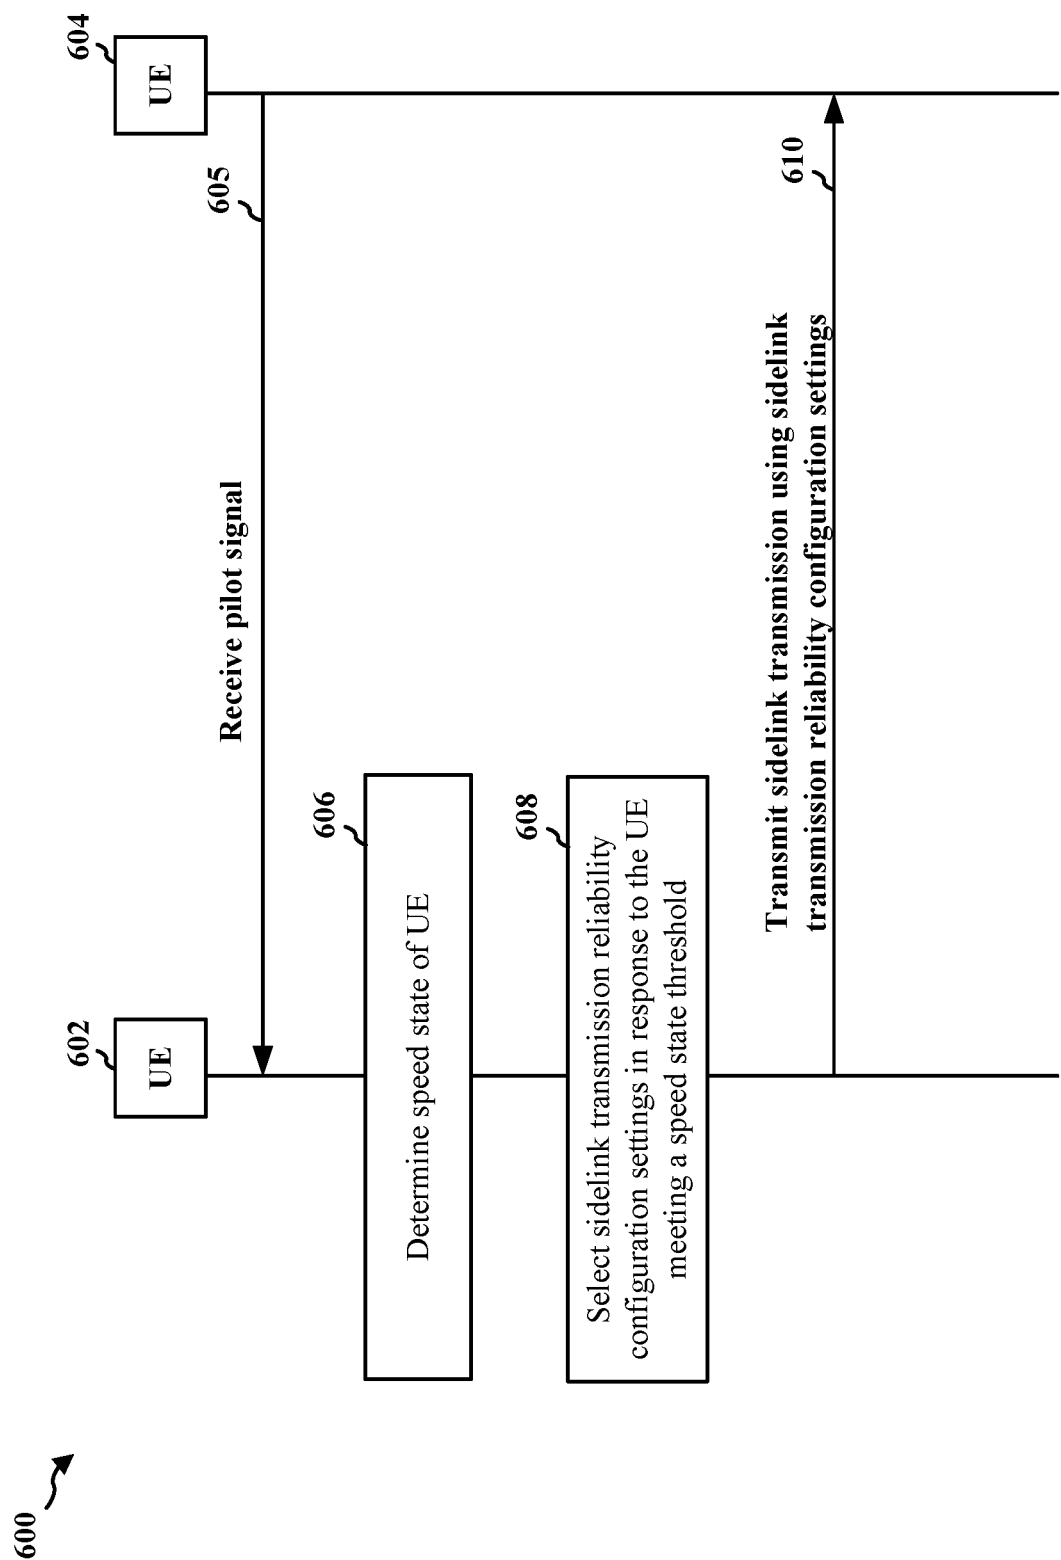 600
602
UE
604
UE
605
Receive pilot signal
606
Determine speed state of UE
608
Select sidelink transmission reliability
configuration settings in response to the UE
meeting a speed state threshold
610
Transmit sidelink transmission using sidelink
transmission reliability configuration settings